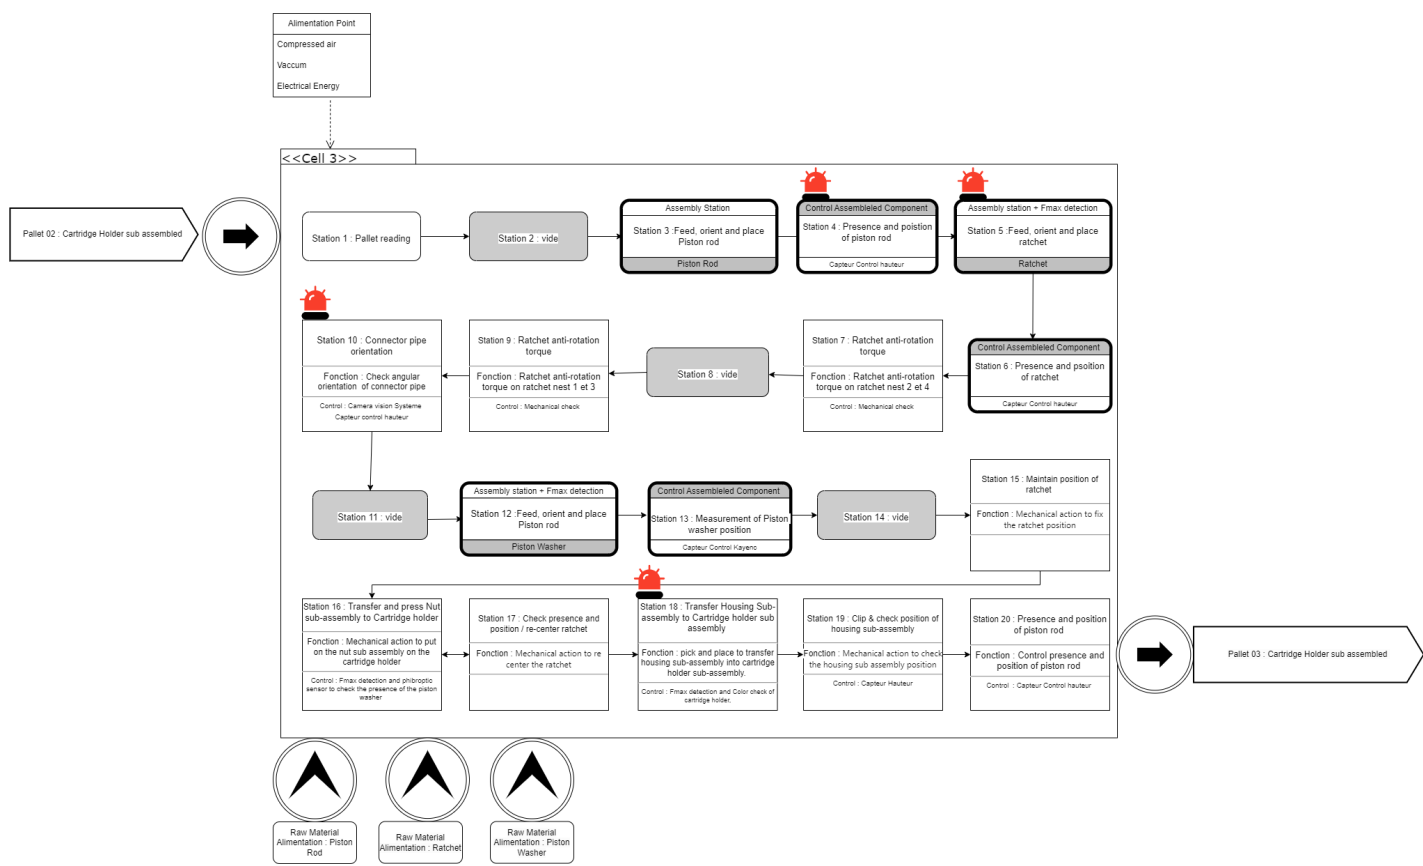 Alimentation Point
Compressed air
Vaccum
Electrical Energy
<<Cell 3>>
Pallet 02 : Cartridge Holder sub assembled
Station 1 : Pallet reading
Station 2 : vide
Assembly Station
Station 3 : Feed, orient and place
Piston rod
Piston Rod
Control Assembleled Component
Station 4 : Presence and poistion
of piston rod
Capteur Control hauteur
Assembly station + Fmax detection
Station 5 :Feed, orient and place
ratchet
Ratchet
Station 10 : Connector pipe
orientation
Fonction : Check angular
orientation of connector pipe
Control : Camera vision Systeme
Capteur control hauteur
Station 9 : Ratchet anti-rotation
torque
Fonction : Ratchet anti-rotation
torque on ratchet nest 1 et 3
Control : Mechanical check
Station 8 : vide
Station 7 : Ratchet anti-rotation
torque
Fonction : Ratchet anti-rotation
torque on ratchet nest 2 et 4
Control : Mechanical check
Control Assembleled Component
Station 6 : Presence and psoition
of ratchet
Capteur Control hauteur
Station 11 : vide
Assembly station + Fmax detection
Station 12 :Feed, orient and place
Piston rod
Piston Washer
Control Assembleled Component
Station 13 : Measurement of Piston
washer position
Capteur Control Kayenc
Station 14 : vide
Station 15 : Maintain position of
ratchet
Fonction : Mechanical action to fix
the ratchet position
Station 16 : Transfer and press Nut
sub-assembly to Cartridge holder
Fonction : Mechanical action to put
on the nut sub assembly on the
cartridge holder
Control : Fmax detection and phibroptic
sensor to check the presence of the piston
washer
Station 17 : Check presence and
position / re-center ratchet
Fonction : Mechanical action to re
center the ratchet
Station 18 : Transfer Housing Sub-
assembly to Cartridge holder sub
assembly
Fonction : pick and place to transfer
housing sub-assembly into cartridge
holder sub-assembly.
Control : Fmax detection and Color check of
cartridge holder.
Station 19 : Clip & check position of
housing sub-assembly
Fonction : Mechanical action to check
the housing sub assembly position
Control : Capteur Hauteur
Station 20 : Presence and position
of piston rod
Fonction : Control presence and
position of piston rod
Control : Capteur Control hauteur
Pallet 03 : Cartridge Holder sub assembled
Raw Material
Alimentation : Piston
Rod
Raw Material
Alimentation : Ratchet
Raw Material
Alimentation : Piston
Washer